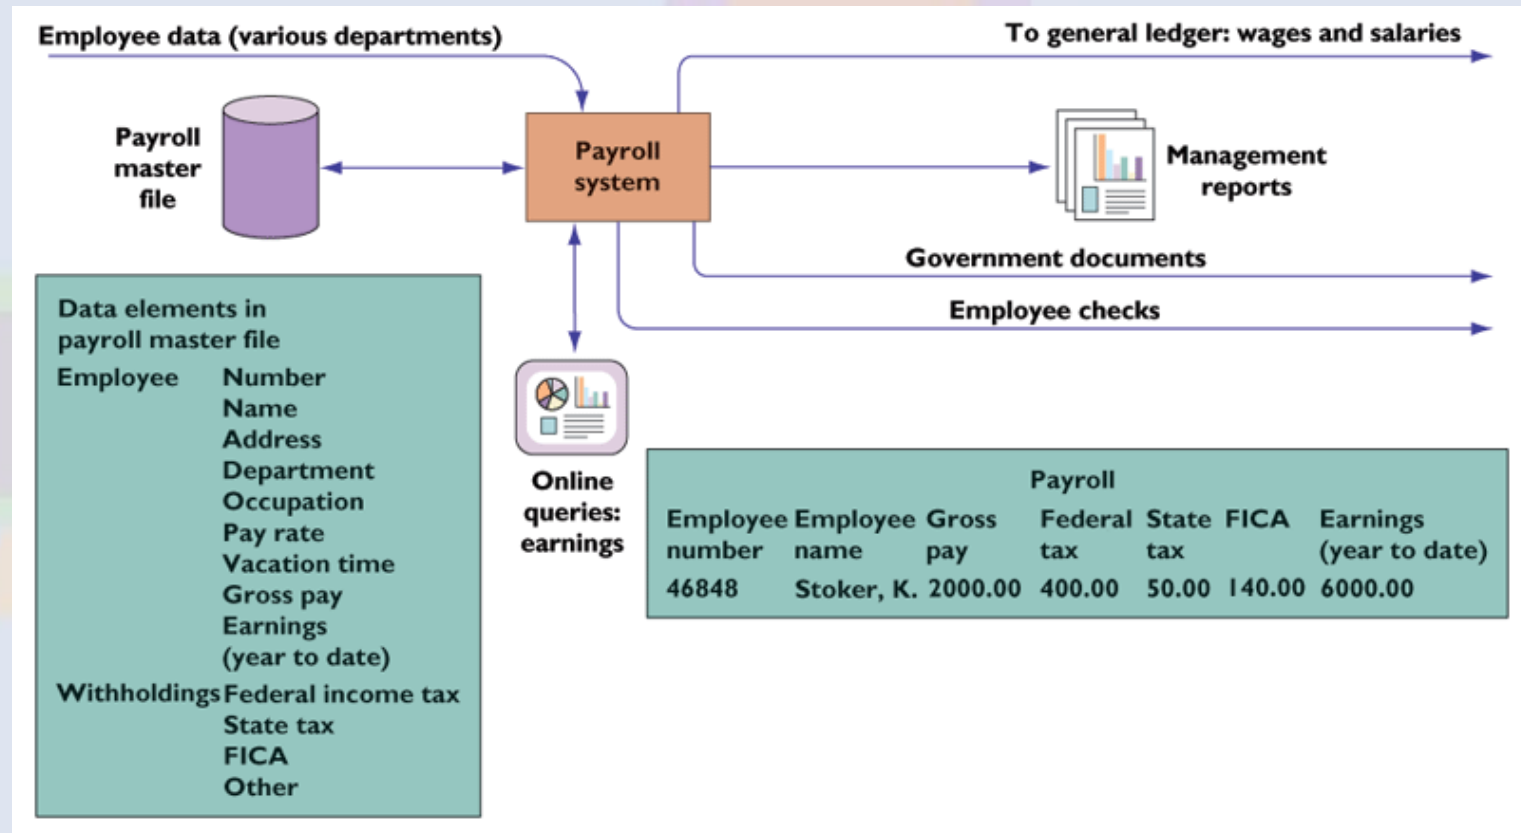 Employee data (various departments)
To general ledger: wages and salaries
Payroll
master
file
Payroll
system
Management
reports
Government documents
Employee checks
Data elements in
payroll master file
Employee Number
Name
Address
Department
Occupation
Pay rate
Vacation time
Gross pay
Earnings
(year to date)
Withholdings Federal income tax
State tax
FICA
Other
Online
queries:
earnings
Payroll
Employee Employee Gross Federal State FICA Earnings
number name pay tax tax (year to date)
46848 Stoker, K. 2000.00 400.00 50.00 140.00 6000.00